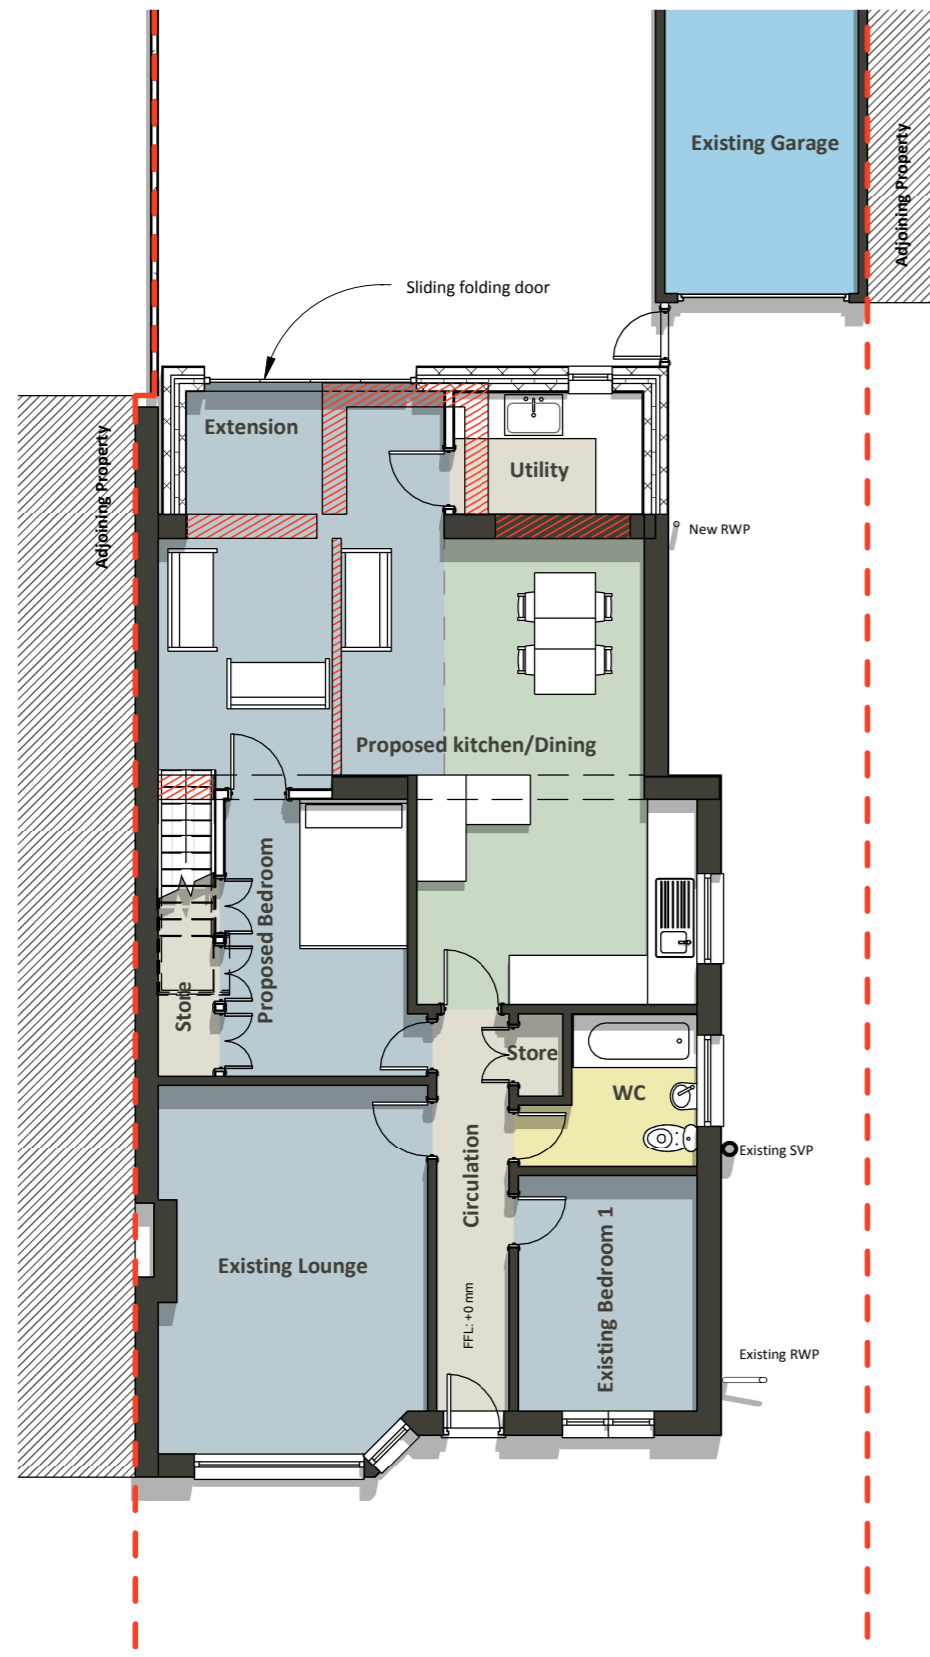 Existing Garage
Adjoining Property
Sliding folding door
Extension
Adjoining Property
Utility
New RWP
Proposed kitchen/Dining
Proposed Bedroom
Store
Store
WC
Circulation
Existing SVP
Existing Lounge
Existing Bedroom 1
FFL: +0 mm
Existing RWP